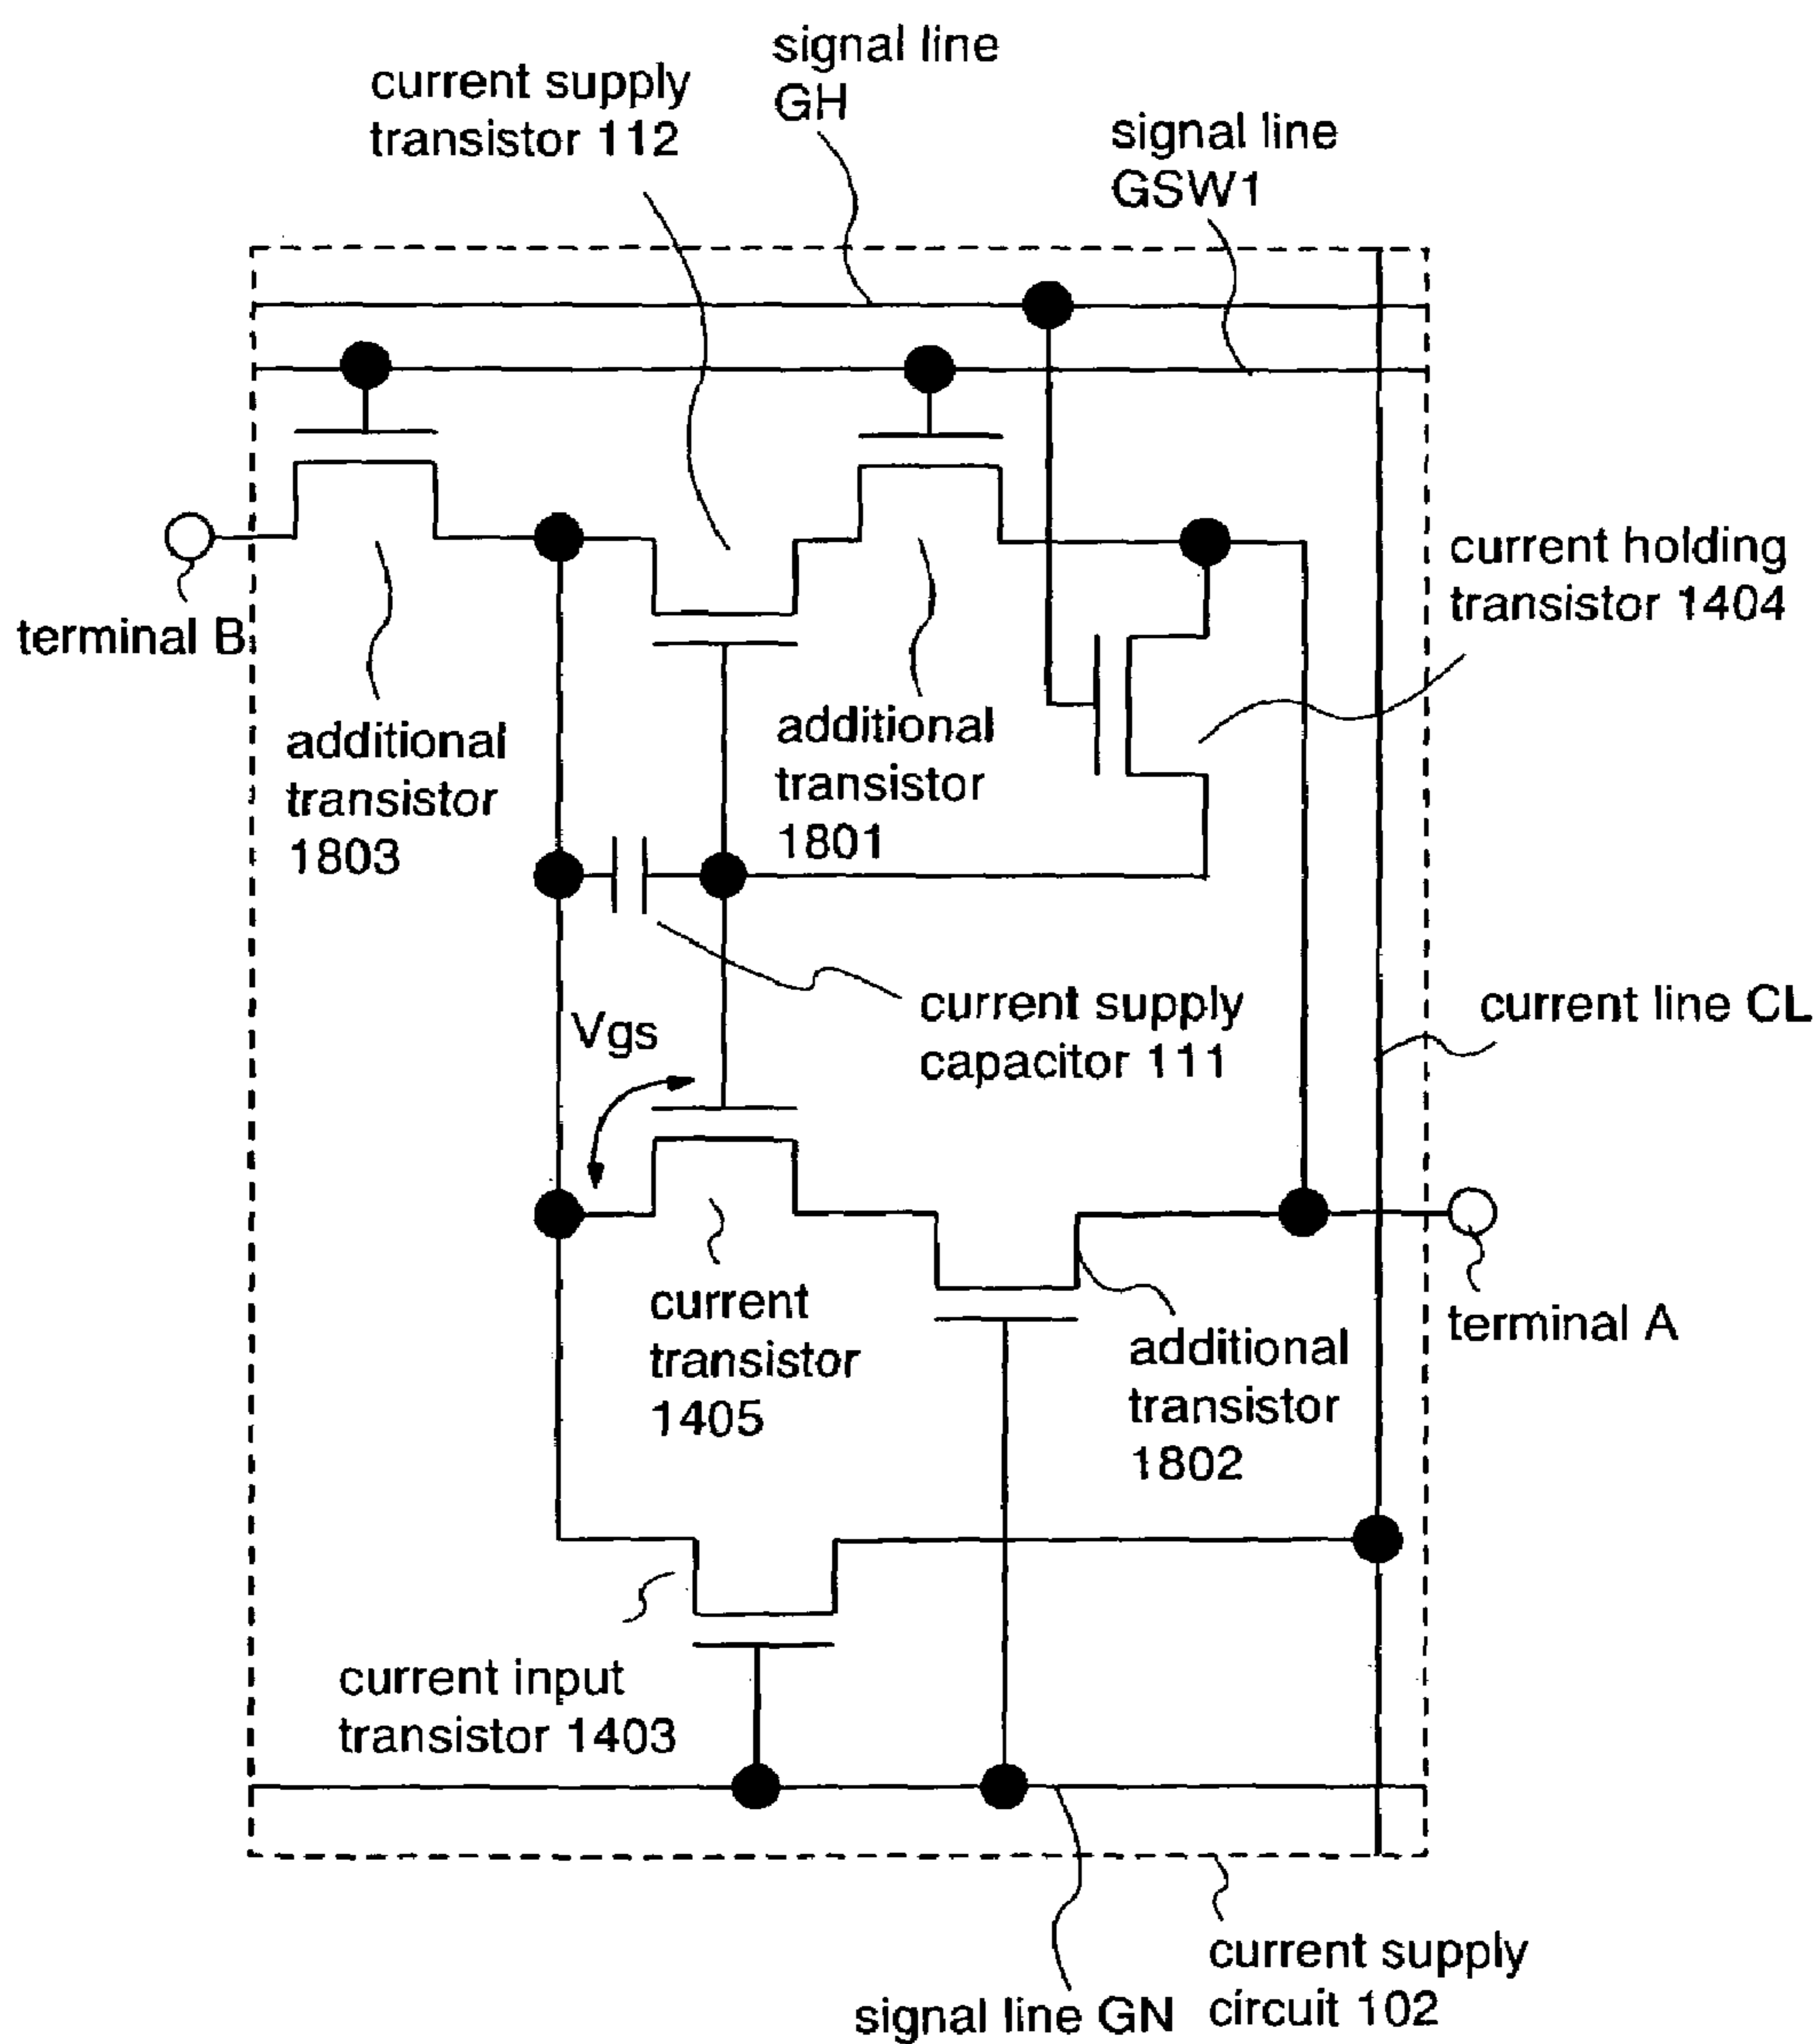 signal line
GH
current supply
transistor 112
signal line
GSW1
current holding
transistor 1404
terminal B
additional
transistor
1803
additional
transistor
1801
current supply
capacitor 111
current line CL
Vgs
current
transistor
1405
additional
transistor
1802
terminal A
current input
transistor 1403
current supply
circuit 102
signal line GN